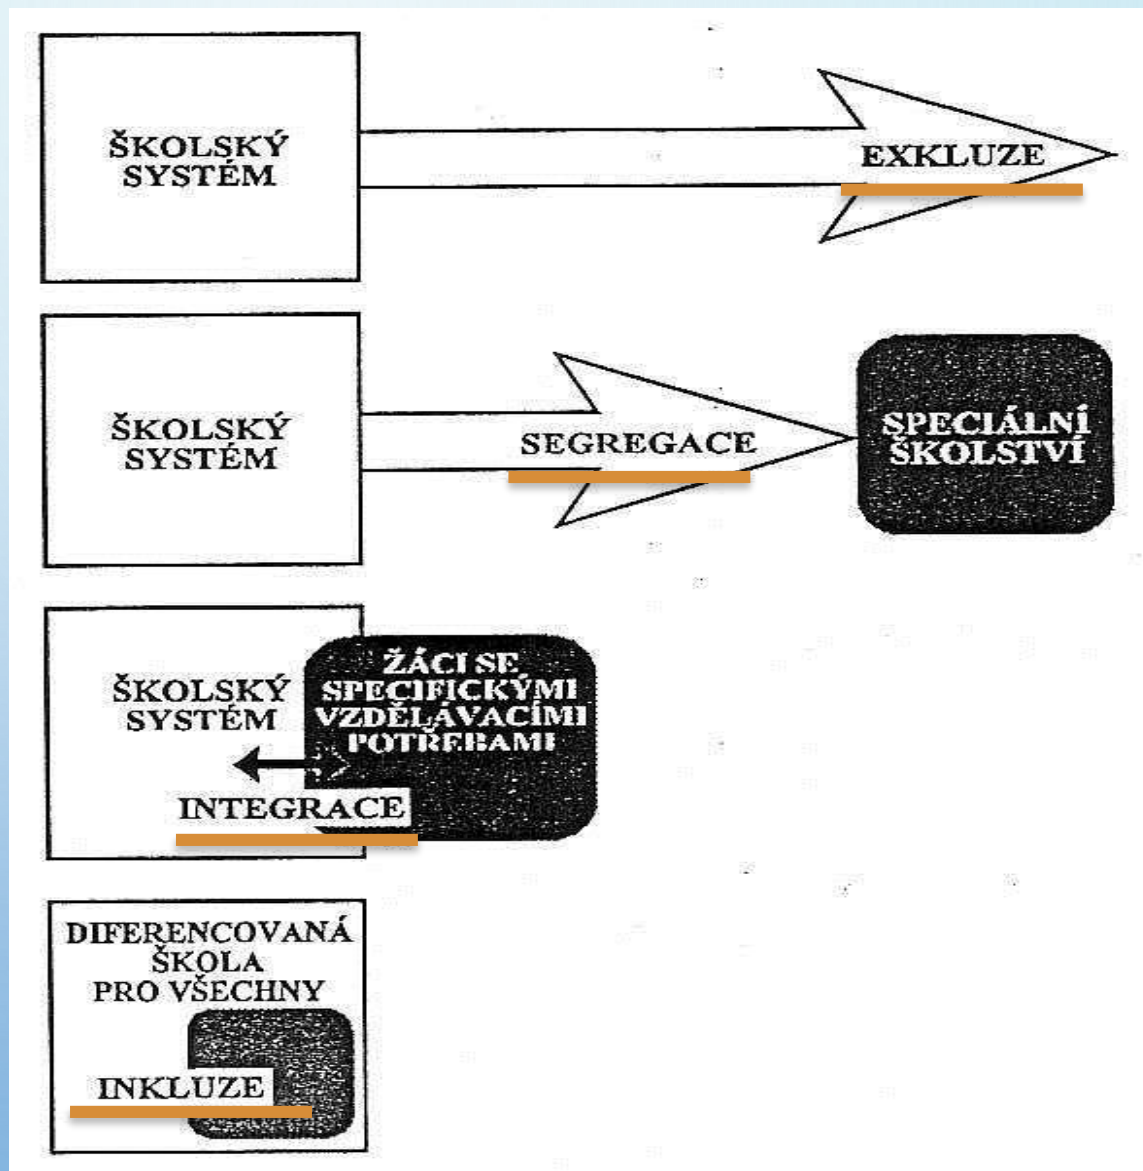 ŠKOLSKÝ
SYSTÉM
EXKLUZE
ŠKOLSKÝ
SYSTÉM
SEGREGACE
SPECIÁLNÍ
ŠKOLSTVÍ
ŠKOLSKÝ
SYSTÉM
ŽÁCI SE
SPECIFICKÝMI
VZDĚLÁVACÍMI
POTŘEBAMI
INTEGRACE
DIFERENCOVANÁ
ŠKOLA
PRO VŠECHNY
INKLUZE